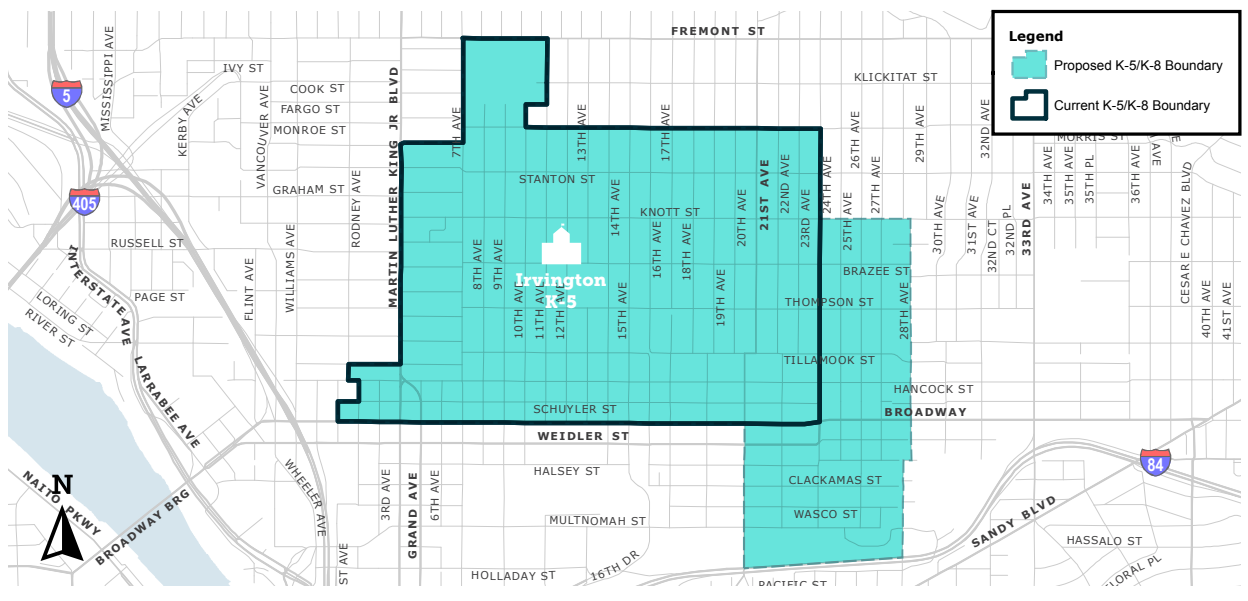 FREMONT ST
Legend
Proposed K-5/K-8 Boundary
Current K-5/K-8 Boundary
MISSISSIPPI AVE
IVY ST
KLICKITAT ST
5
COOK ST
FARGO ST
MONROE ST
KERBY AVE
VANCOUVER AVE
MARTIN LUTHER KING JR BLVD
7TH AVE
13TH AVE
17TH AVE
26TH AVE
29TH AVE
32ND AVE
MORRIS ST
AVE
405
GRAHAM ST
RODNEY AVE
STANTON ST
14TH AVE
KNOTT ST
20TH AVE
21ST AVE
22ND AVE
23RD AVE
24TH AVE
25TH AVE
27TH AVE
34TH AVE
35TH AVE
35TH PL
36TH AVE
CESAR E CHAVEZ BLVD
RUSSELL ST
8TH AVE
9TH AVE
16TH AVE
18TH AVE
30TH AVE
31ST AVE
32ND CT
32ND PL
33RD AVE
INTERSTATE AVE
WILLIAMS AVE
FLINT AVE
Irvington
K-5
BRAZEE ST
PAGE ST
LORING ST
RIVER ST
10TH AVE
11TH AVE
12TH AVE
15TH AVE
19TH AVE
THOMPSON ST
28TH AVE
40TH AVE
41ST AVE
TILLAMOOK ST
LARRABEE AVE
HANCOCK ST
SCHUYLER ST
BROADWAY
WEIDLER ST
84
HALSEY ST
CLACKAMAS ST
N
NAITO PKWY
BROADWAY BRG
WHEELER AVE
3RD AVE
GRAND AVE
6TH AVE
MULTNOMAH ST
WASCO ST
SANDY BLVD
HASSALO ST
ST AVE
HOLLADAY ST
16TH DR
PACIFIC ST